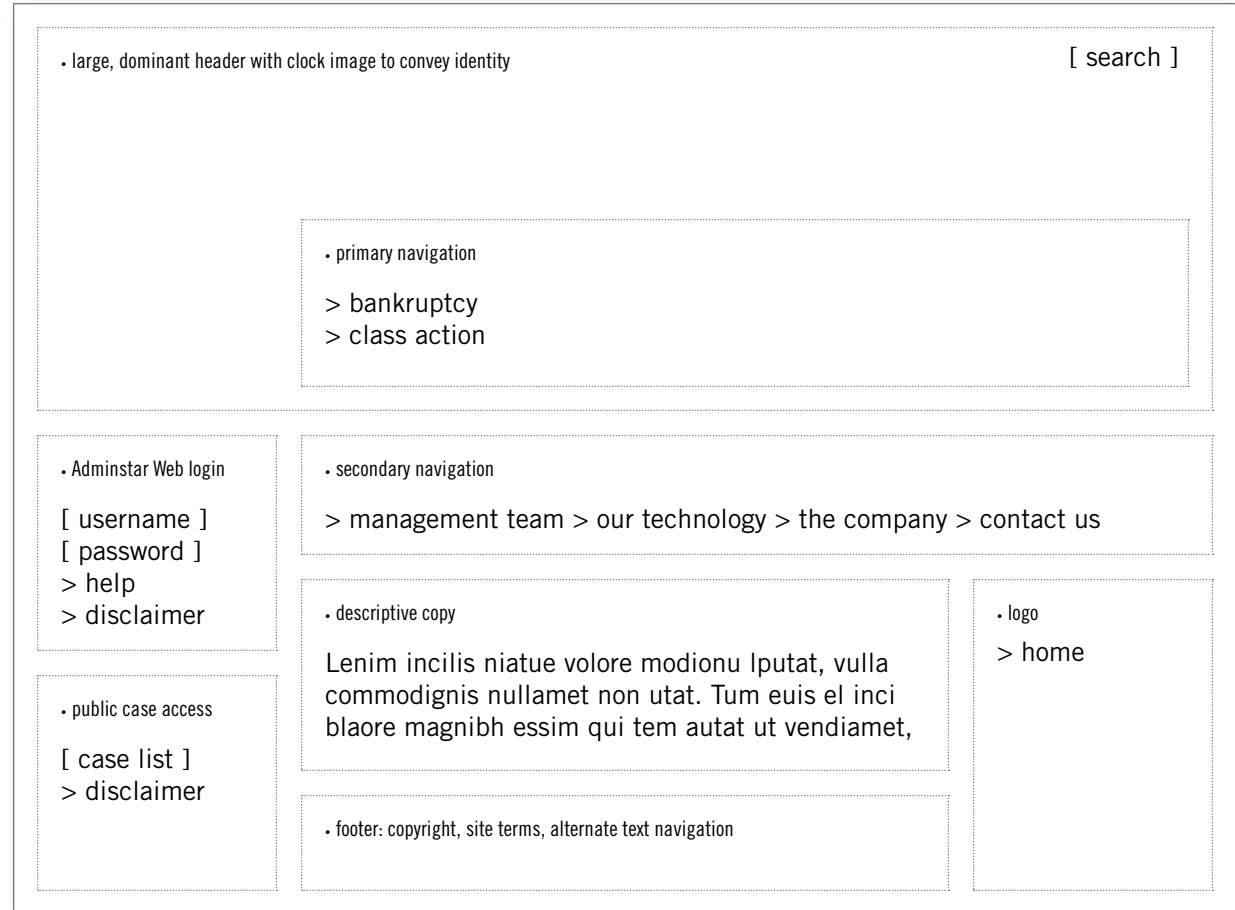 • large, dominant header with clock image to convey identity
[ search ]
• primary navigation
> bankruptcy
> class action
• Adminstar Web login
[ username ]
[ password ]
> help
> disclaimer
• secondary navigation
> management team > our technology > the company > contact us
• descriptive copy
Lenim incilis niatue volore modionu lputat, vulla
commodignis nullamet non utat. Tum euis el inci
blaore magnibh essim qui tem autat ut vendiamet,
• logo
> home
• public case access
[ case list ]
> disclaimer
• footer: copyright, site terms, alternate text navigation